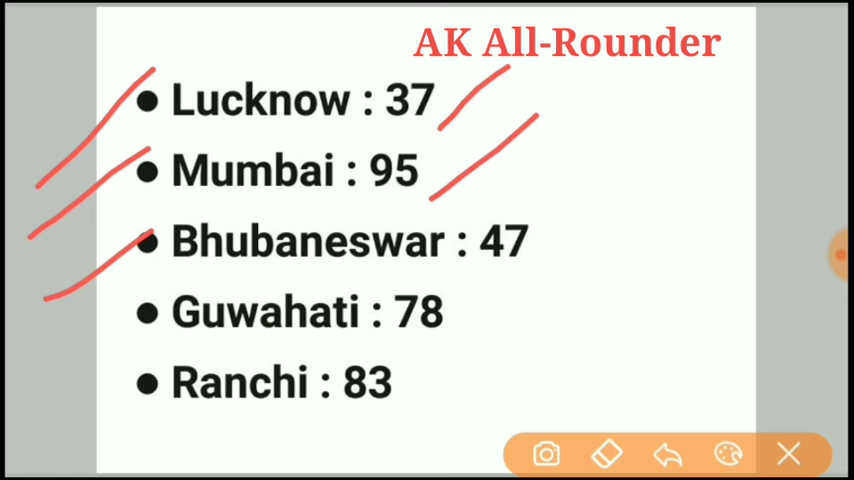 AK All-Rounder
● Lucknow : 37
● Mumbai : 95
● Bhubaneswar : 47
● Guwahati : 78
● Ranchi : 83